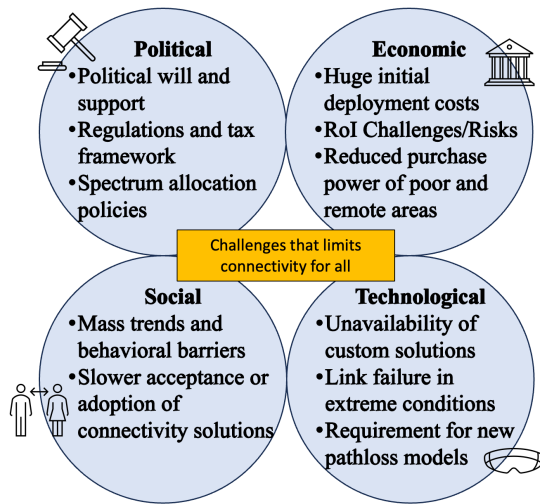 Political
•Political will and
support
•Regulations and tax
framework
•Spectrum allocation
policies
Economic
•Huge initial
deployment costs
•RoI Challenges/Risks
•Reduced purchase
power of poor and
remote areas
Challenges that limits
connectivity for all
Social
•Mass trends and
behavioral barriers
•Slower acceptance or
adoption of
connectivity solutions
Technological
•Unavailability of
custom solutions
•Link failure in
extreme conditions
•Requirement for new
pathloss models